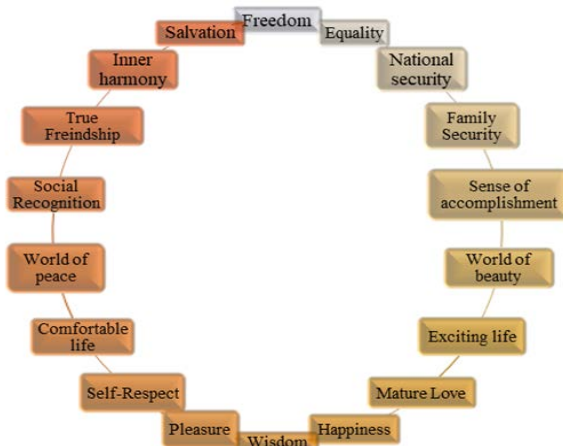 Freedom
Equality
National
security
Family
Security
Sense of
accomplishment
World of
beauty
Exciting life
Mature Love
Happiness
Wisdom
Pleasure
Self-Respect
Comfortable
life
World of
peace
Social
Recognition
True
Freindship
Inner
harmony
Salvation